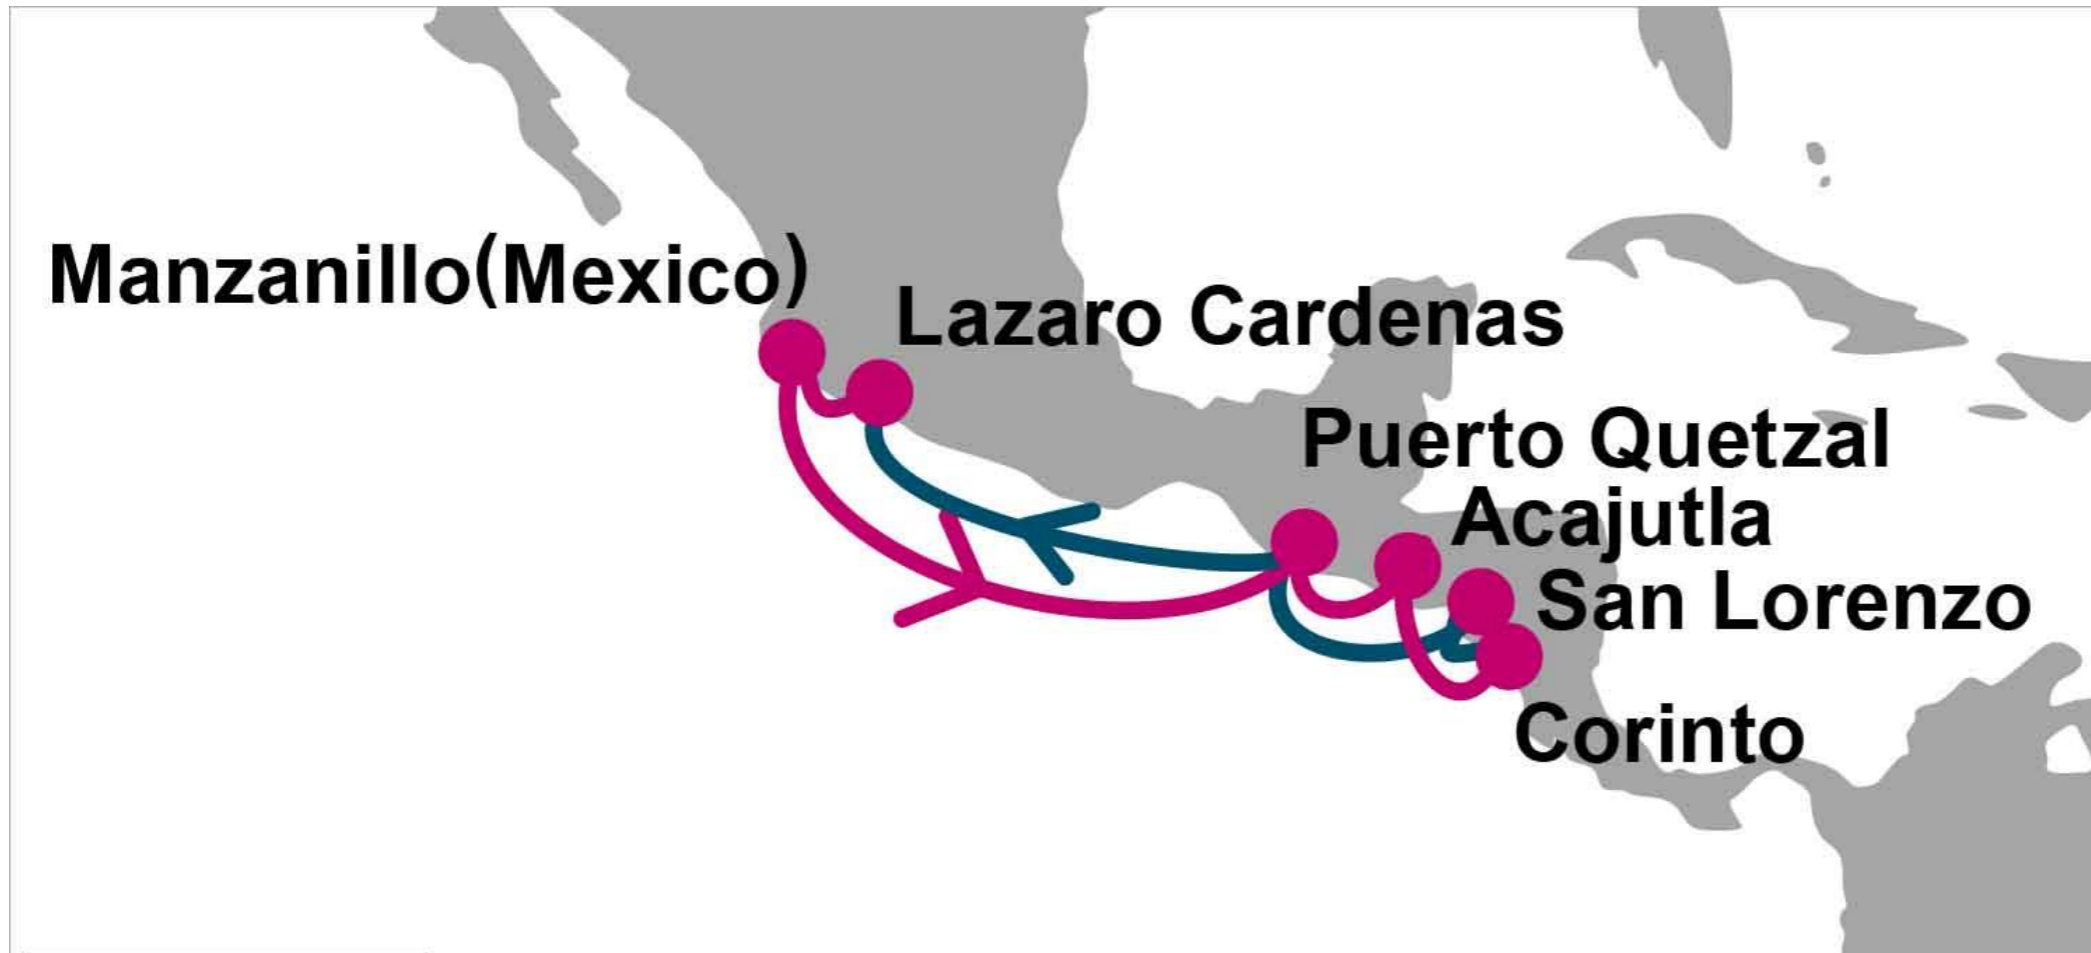 Manzanillo(Mexico)
Lazaro Cardenas
Puerto Quetzal
Acajutla
San Lorenzo
Corinto